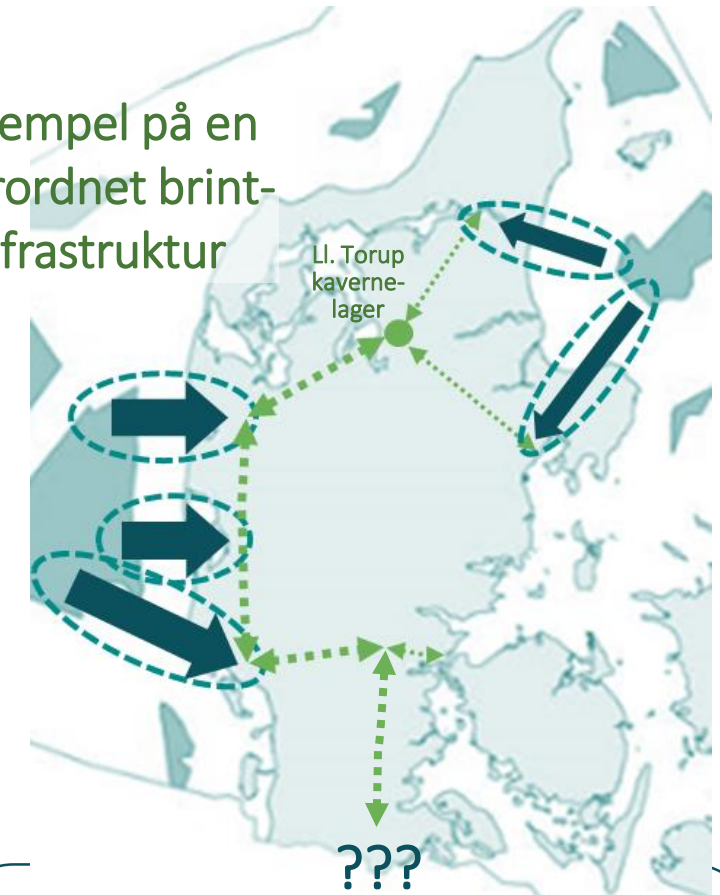 empel på en
rordnet brint-
frastruktur
Ll. Torup
kaverne-
lager
???